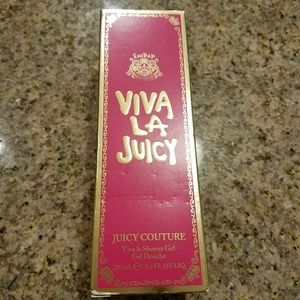 VIVA
LA
JUICY
JUICY COUTURE
Viva la Shower Gel
Gel Douche